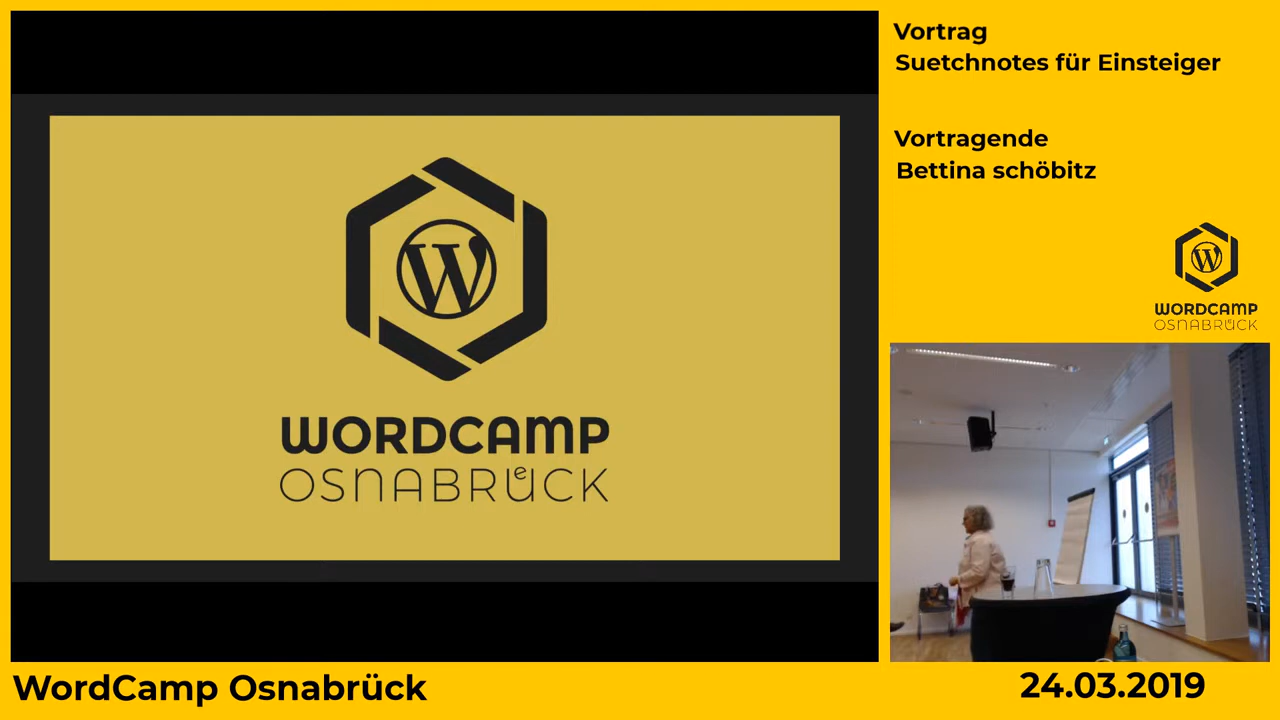 WORDCAMP
OSNABRÜCK
Vortrag
Suetchnotes für Einsteiger
Vortragende
Bettina schöbitz
WORDCAMP
OSNABRÜCK
WordCamp Osnabrück
24.03.2019